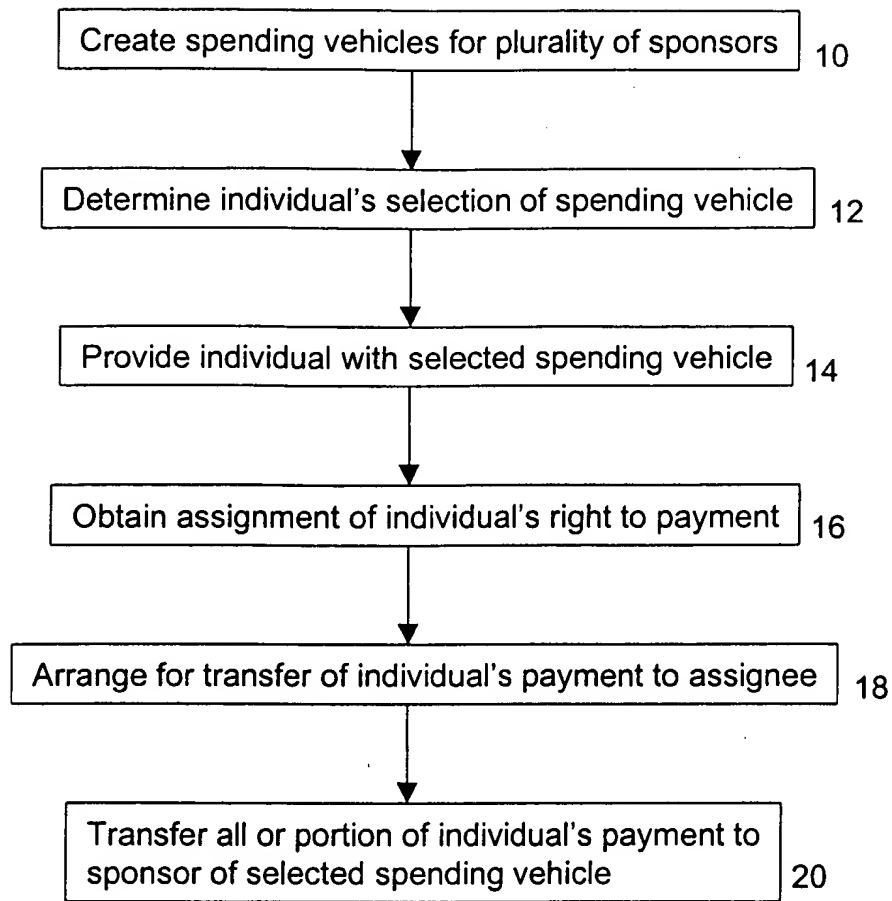 Create spending vehicles for plurality of sponsors
10
Determine individual's selection of spending vehicle
12
Provide individual with selected spending vehicle
14
Obtain assignment of individual's right to payment
16
Arrange for transfer of individual's payment to assignee
18
Transfer all or portion of individual's payment to
sponsor of selected spending vehicle
20